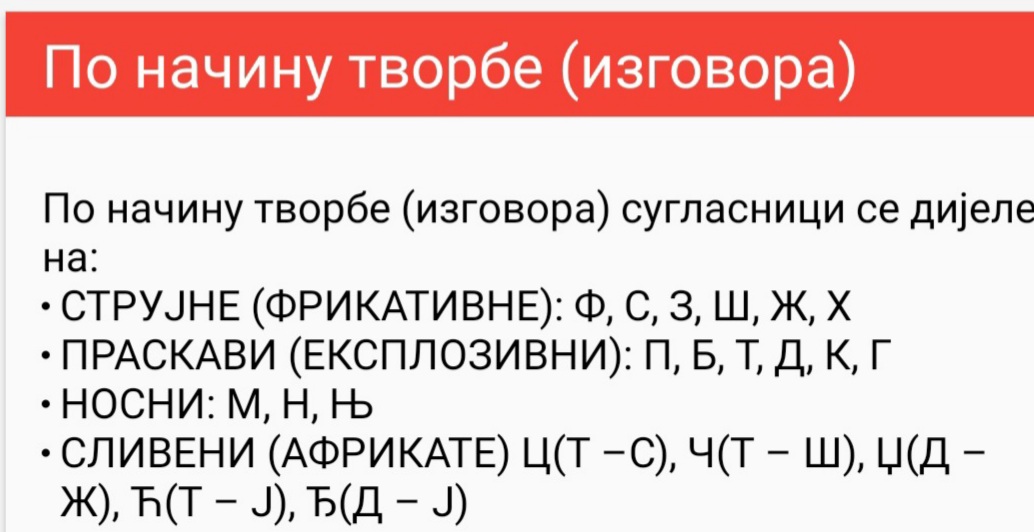 По начину творбе (изговора)
По начину творбе (изговора) сугласници се дијеле
на:
• СТРУЈНЕ (ФРИКАТИВНЕ): Ф, С, З, Ш, Ж, Х
• ПРАСКАВИ (ЕКСПЛОЗИВНИ): П, Б, Т, Д, К, Г
• НОСНИ: М, Н, Њ
• СЛИВЕНИ (АФРИКАТЕ) Ц(Т –С), Ч(Т – Ш), Џ(Д –
Ж), Ћ(Т – Ј), Ђ(Д – Ј)